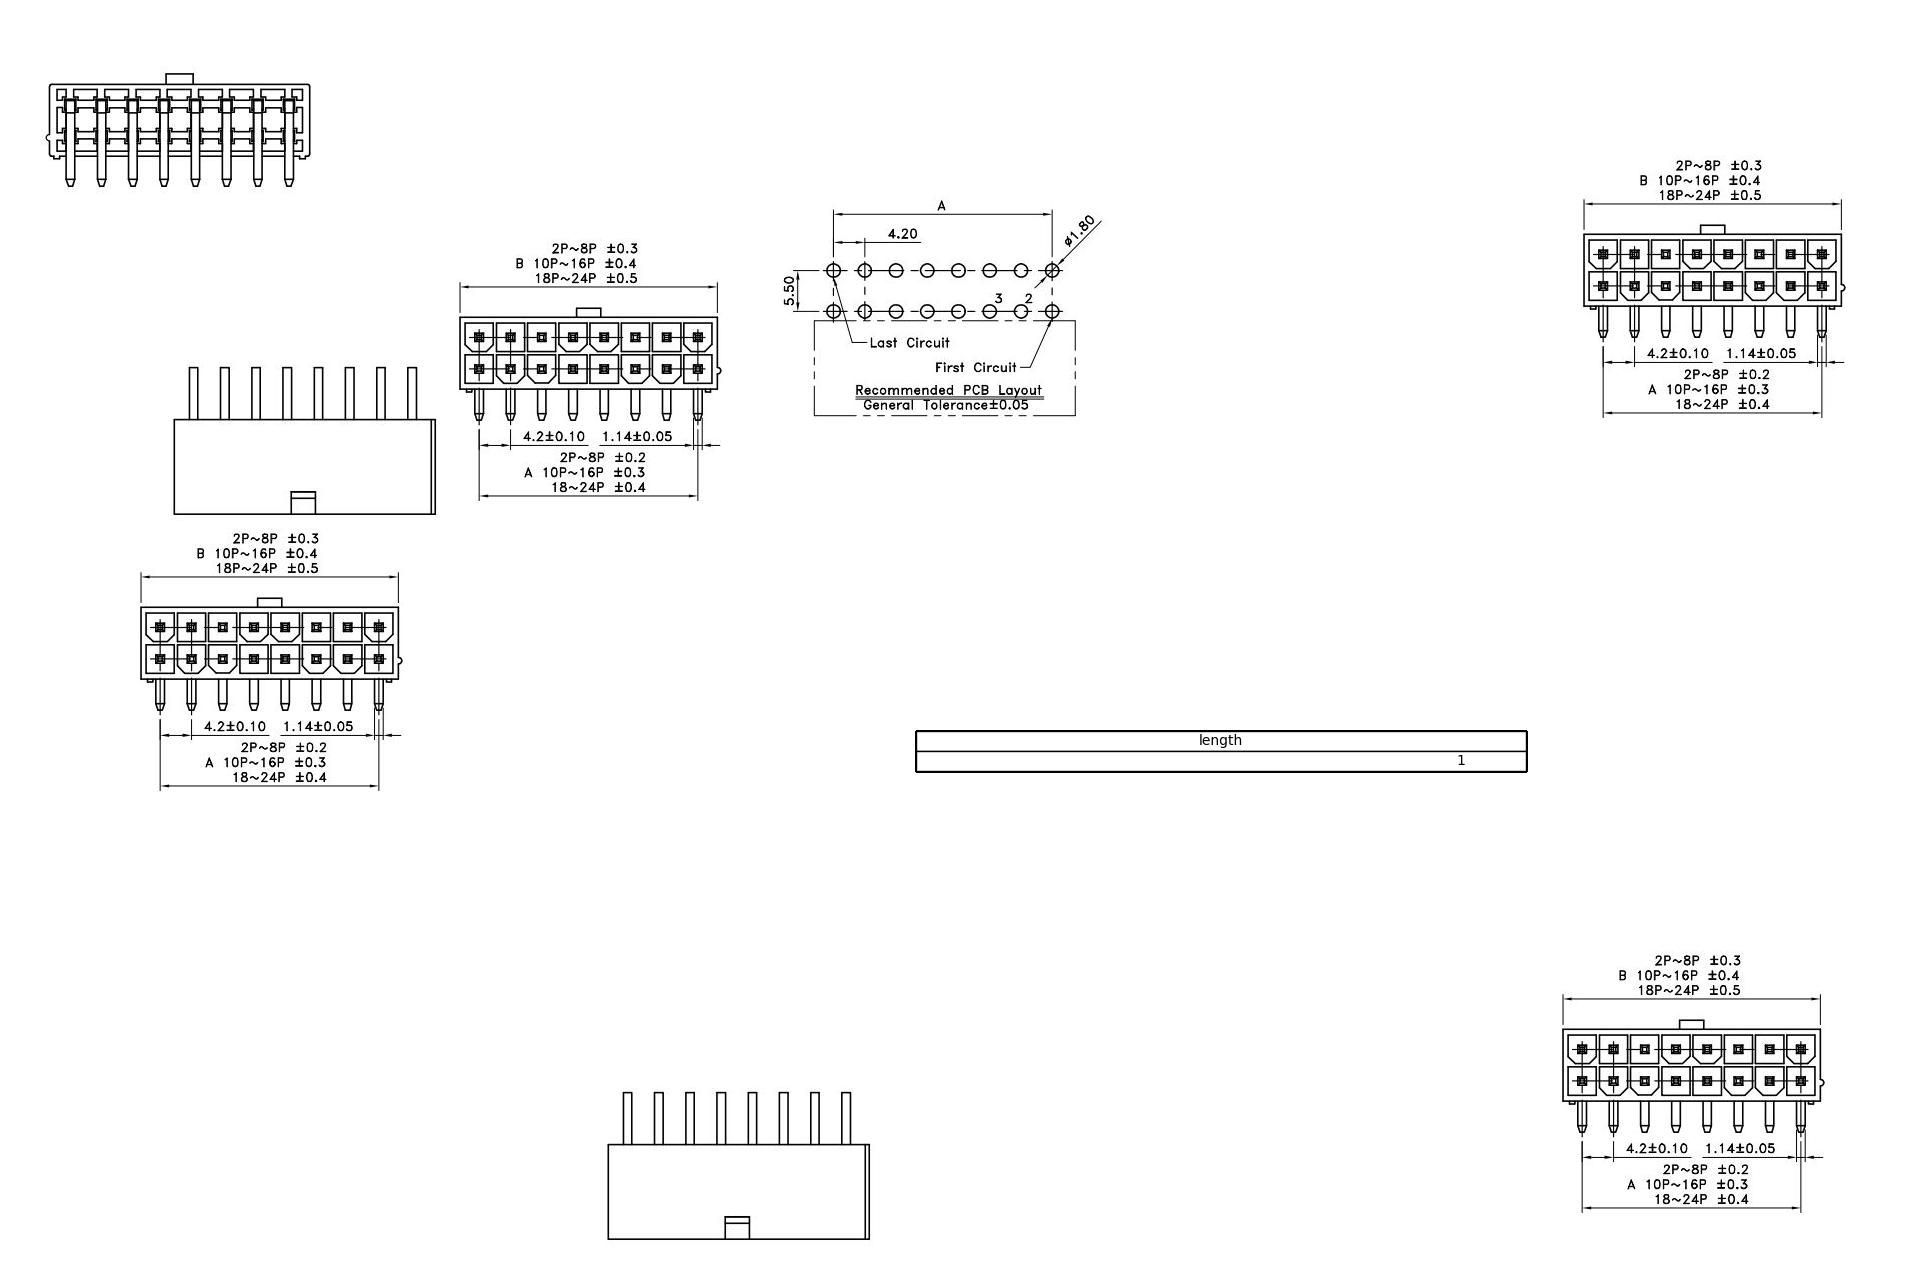 2P~8P ±0.3
B 10P~16P ±0.4
18P~24P ±0.5
4.2±0.10 1.14±0.05
2P~8P ±0.2
A 10P~16P ±0.3
18~24P ±0.4
A
4.20
ø1.80
5.50
3 2
Last Circuit
First Circuit
Recommended PCB Layout
General Tolerance±0.05
2P~8P ±0.3
B 10P~16P ±0.4
18P~24P ±0.5
4.2±0.10 1.14±0.05
2P~8P ±0.2
A 10P~16P ±0.3
18~24P ±0.4
2P~8P ±0.3
B 10P~16P ±0.4
18P~24P ±0.5
4.2±0.10 1.14±0.05
2P~8P ±0.2
A 10P~16P ±0.3
18~24P ±0.4
length
1
2P~8P ±0.3
B 10P~16P ±0.4
18P~24P ±0.5
4.2±0.10 1.14±0.05
2P~8P ±0.2
A 10P~16P ±0.3
18~24P ±0.4